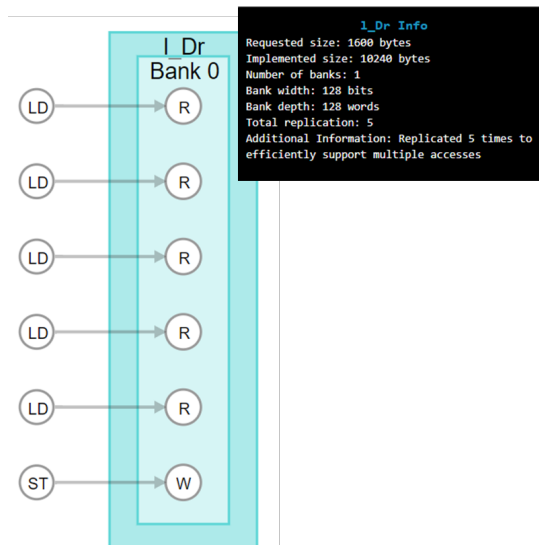 l_Dr
Bank 0
LD
R
LD
R
LD
R
LD
R
LD
R
ST
W
l_Dr Info
Requested size: 1600 bytes
Implemented size: 10240 bytes
Number of banks: 1
Bank width: 128 bits
Bank depth: 128 words
Total replication: 5
Additional Information: Replicated 5 times to
efficiently support multiple accesses